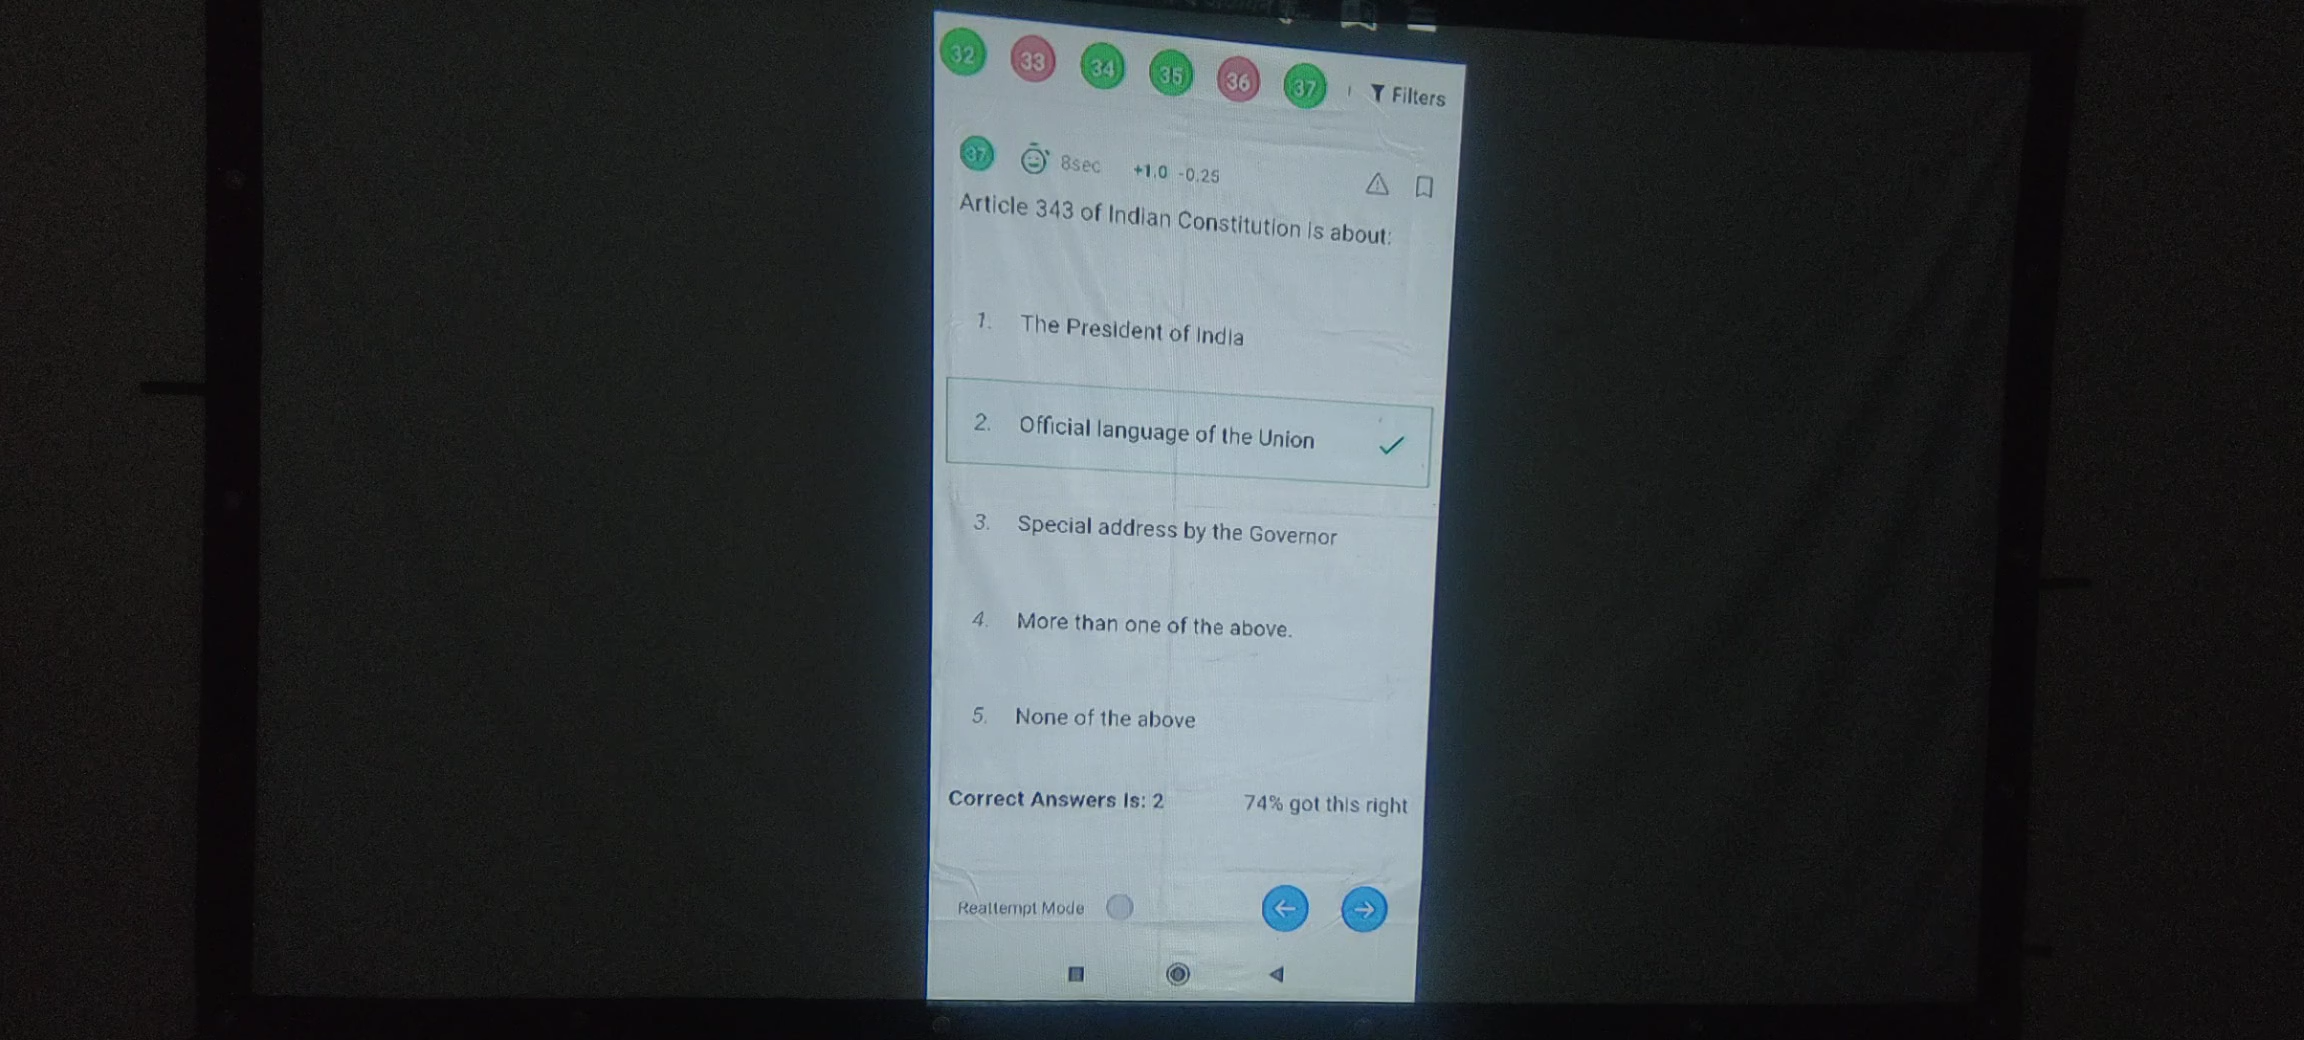 32 33 34 35 36 37 Filters
37 8sec +1.0 -0.25
Article 343 of Indian Constitution is about:
1. The President of India
2. Official language of the Union
3. Special address by the Governor
4. More than one of the above.
5. None of the above
Correct Answers Is: 2 74% got this right
Reattempt Mode